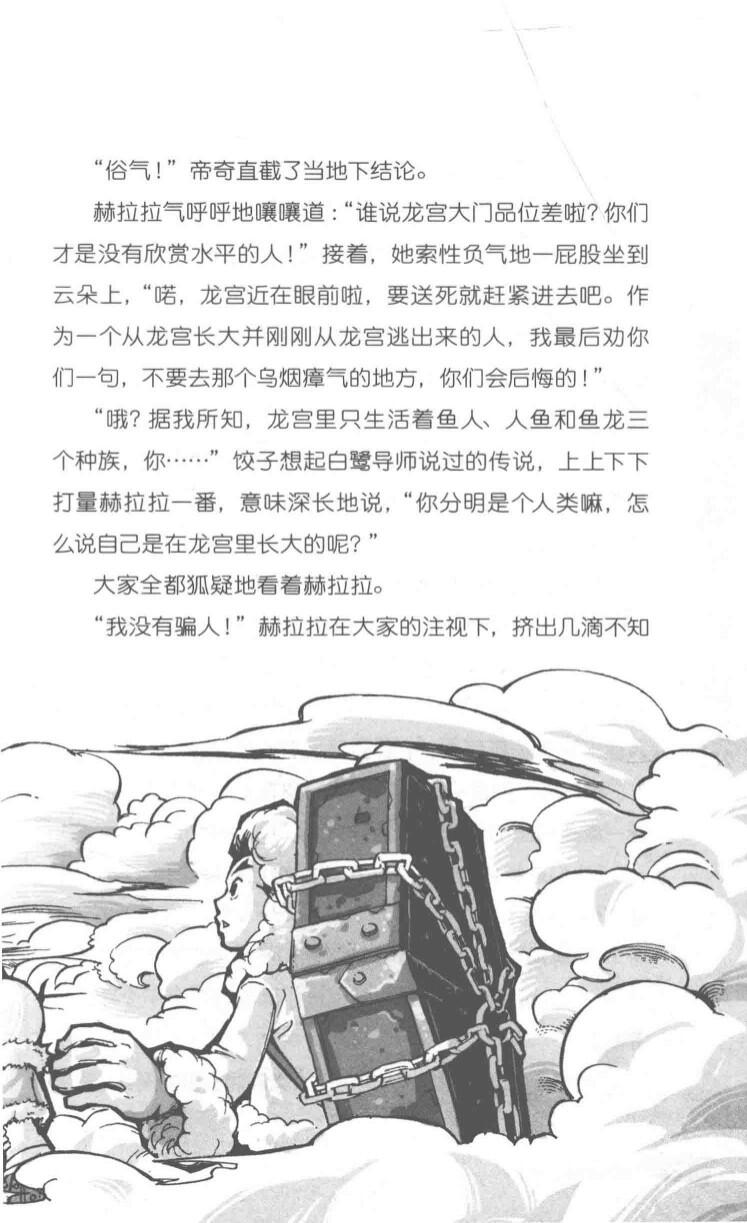 “俗气！”帝奇直截了当地下结论。
赫拉拉气呼呼地嚷嚷道：“谁说龙宫大门品位差啦？你们
才是没有欣赏水平的人！”接着，她索性负气地一屁股坐到
云朵上，“喏，龙宫近在眼前啦，要送死就赶紧进去吧。作
为一个从龙宫长大并刚刚从龙宫逃出来的人，我最后劝你
们一句，不要去那个乌烟瘴气的地方，你们会后悔的！”
“哦？据我所知，龙宫里只生活着鱼人、人鱼和鱼龙三
个种族，你……”饺子想起白鹭导师说过的传说，上上下下
打量赫拉拉一番，意味深长地说，“你分明是个人类嘛，怎
么说自己是在龙宫里长大的呢？”
大家全都狐疑地看着赫拉拉。
“我没有骗人！”赫拉拉在大家的注视下，挤出几滴不知